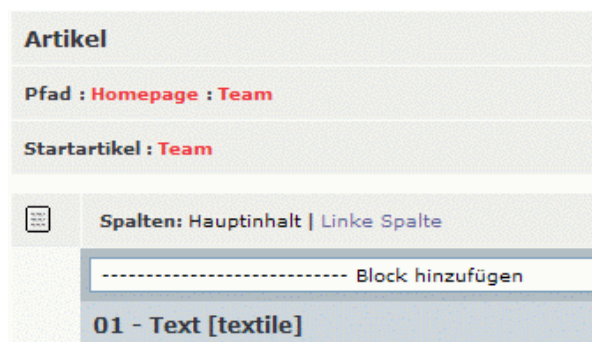 Artikel
Pfad : Homepage : Team
Startartikel : Team
Spalten: Hauptinhalt | Linke Spalte
---------------------------- Block hinzufügen
01 - Text [textile]